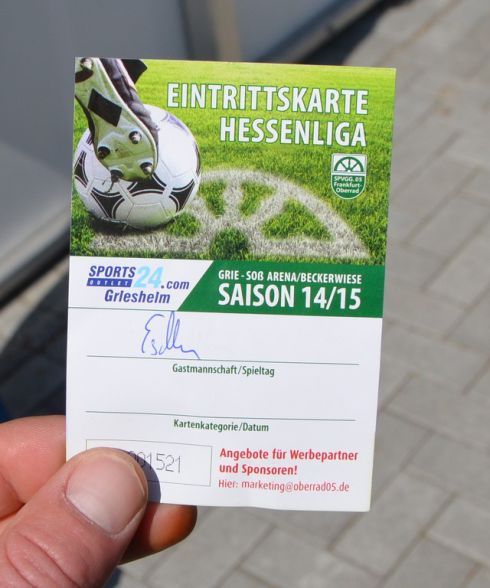 EINTRITTSKARTE
HESSENLIGA
SPVGG.05
Frankfurt-
Oberrad
SPORTS
OUTLET
24.com
Griesheim
GRIE - SOß ARENA/BECKERWIESE
SAISON 14/15
Gastmannschaft/Spieltag
Kartenkategorie/Datum
01521
Angebote für Werbepartner
und Sponsoren!
Hier: marketing@oberrad05.de